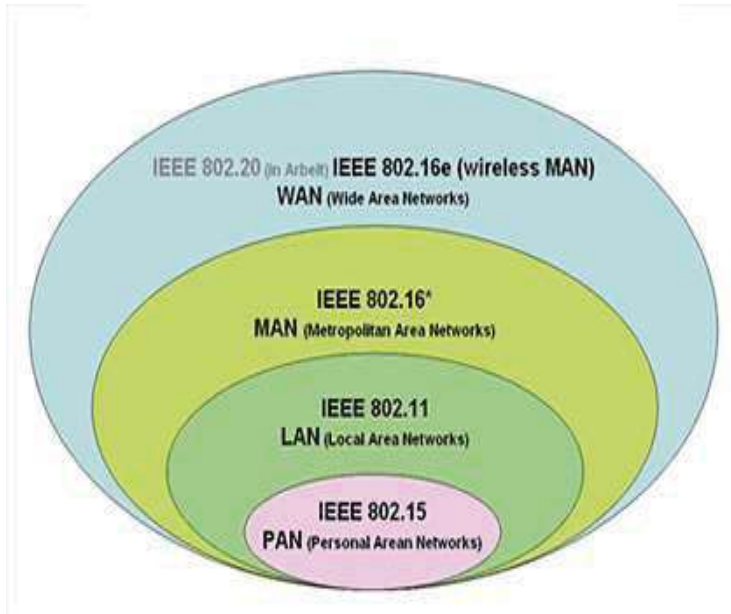 IEEE 802.20 (in Arbeit) IEEE 802.16e (wireless MAN)
WAN (Wide Area Networks)
IEEE 802.16*
MAN (Metropolitan Area Networks)
IEEE 802.11
LAN (Local Area Networks)
IEEE 802.15
PAN (Personal Arean Networks)